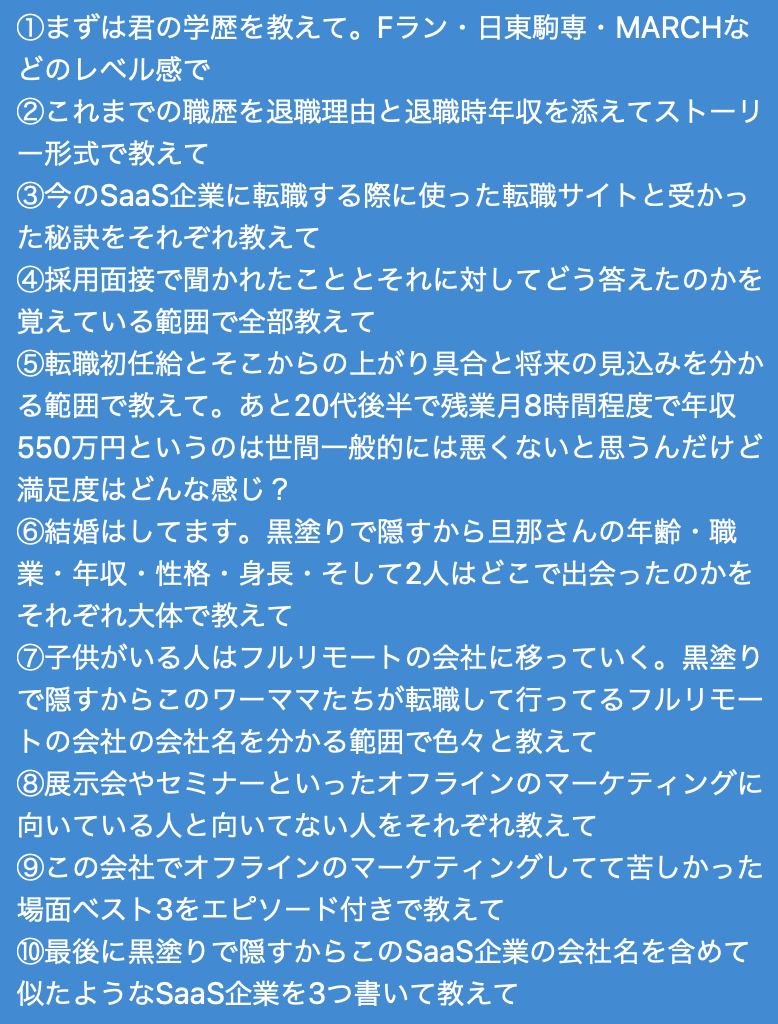 ①まずは君の学歴を教えて。Fラン・日東駒専・MARCHな
どのレベル感で
②これまでの職歴を退職理由と退職時年収を添えてストーリ
ー形式で教えて
③今のSaaS企業に転職する際に使った転職サイトと受かっ
た秘訣をそれぞれ教えて
④採用面接で聞かれたこととそれに対してどう答えたのかを
覚えている範囲で全部教えて
⑤転職初任給とそこからの上がり具合と将来の見込みを分か
る範囲で教えて。あと20代後半で残業月8時間程度で年収
550万円というのは世間一般的には悪くないと思うんだけど
満足度はどんな感じ？
⑥結婚はしてます。黒塗りで隠すから旦那さんの年齢・職
業・年収・性格・身長・そして2人はどこで出会ったのかを
それぞれ大体で教えて
⑦子供がいる人はフルリモートの会社に移っていく。黒塗り
で隠すからこのワーママたちが転職して行ってるフルリモー
トの会社の会社名を分かる範囲で色々と教えて
⑧展示会やセミナーといったオフラインのマーケティングに
向いている人と向いてない人をそれぞれ教えて
⑨この会社でオフラインのマーケティングしてて苦しかった
場面ベスト3をエピソード付きで教えて
⑩最後に黒塗りで隠すからこのSaaS企業の会社名を含めて
似たようなSaaS企業を3つ書いて教えて